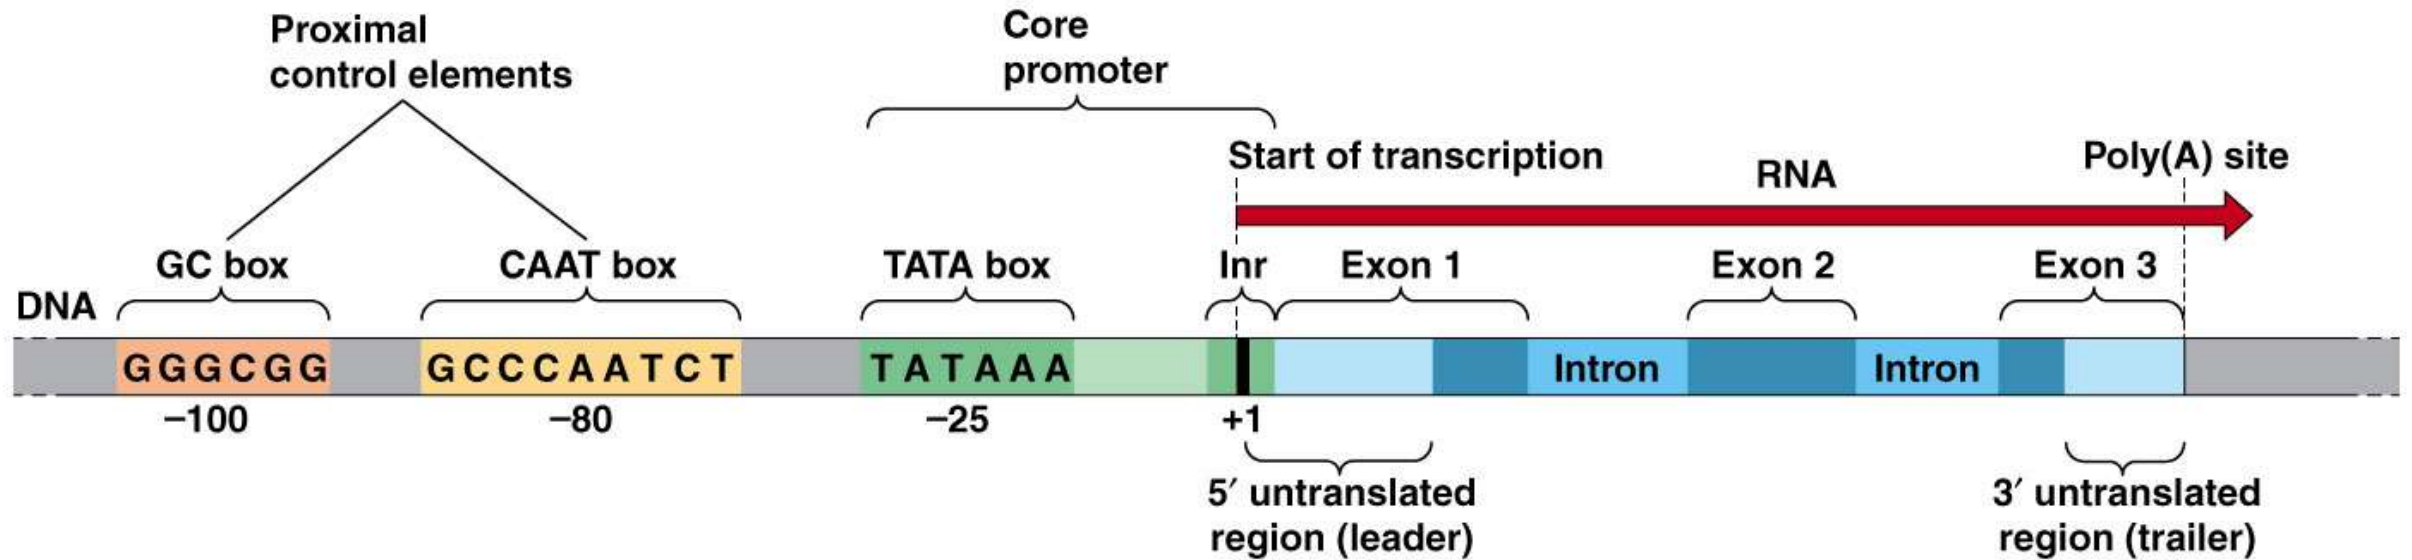 Proximal
control elements
Core
promoter
Start of transcription
RNA
Poly(A) site
GC box
CAAT box
TATA box
Inr
Exon 1
Exon 2
Exon 3
DNA
GGGCGG
GCCCAATCT
TATAAA
Intron
Intron
–100
–80
–25
+1
5′ untranslated
region (leader)
3′ untranslated
region (trailer)